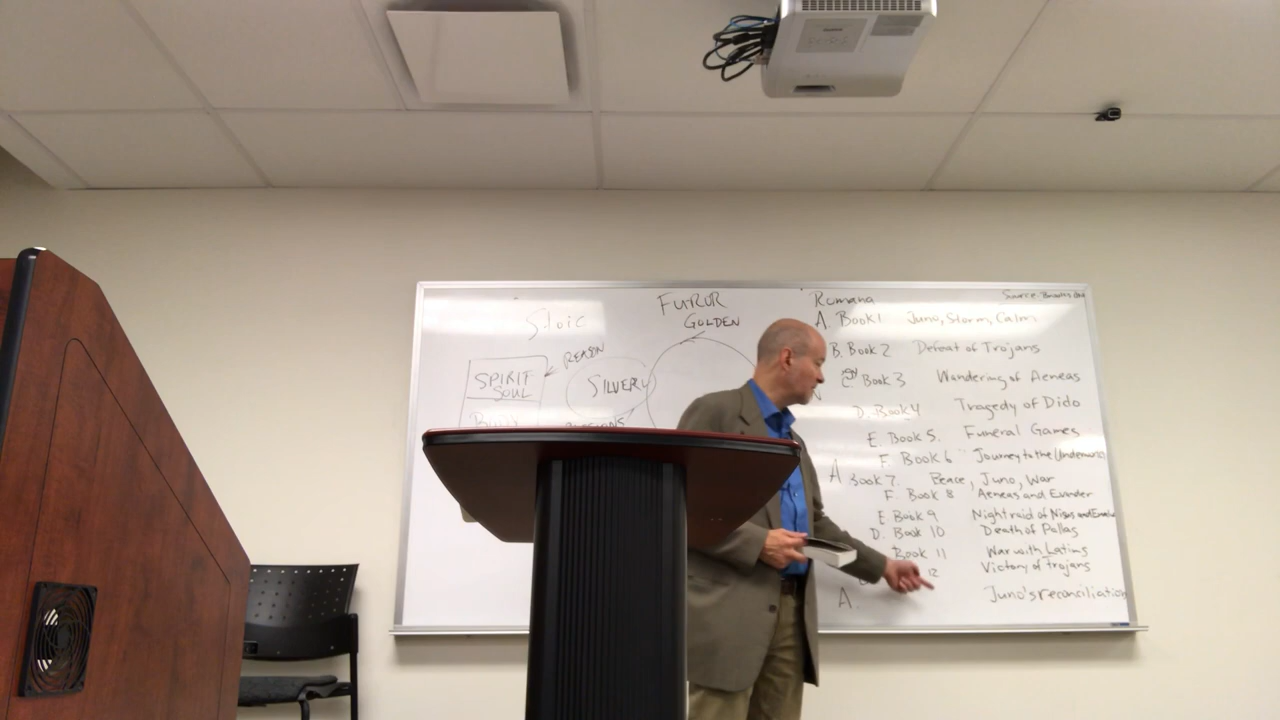 Stoic
FUROR
GOLDEN
REASON
SPIRIT
SOUL
SILVER
Romana
A. Book 1 Juno, Storm, Calm
B. Book 2 Defeat of Trojans
C Book 3 Wandering of Aeneas
D. Book 4 Tragedy of Dido
E. Book 5. Funeral Games
F. Book 6 Journey to the
A Book 7. Peace, Juno, War
F. Book 8 Aeneas and Evander
E Book 9 Night raid of Nisus and
D. Book 10 Death of Pallas
Book 11 War with Latins
12 Victory of Trojans
A. Juno's reconciliation